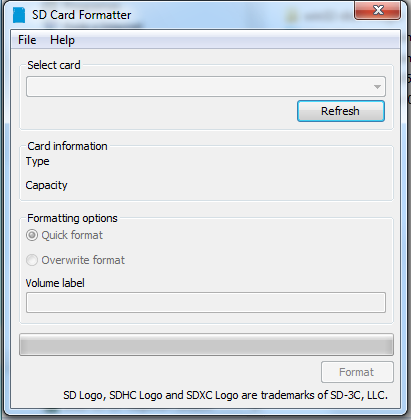 SD Card Formatter
File Help
Select card
Refresh
Card information
Type
Capacity
Formatting options
Quick format
Overwrite format
Volume label
Format
SD Logo, SDHC Logo and SDXC Logo are trademarks of SD-3C, LLC.